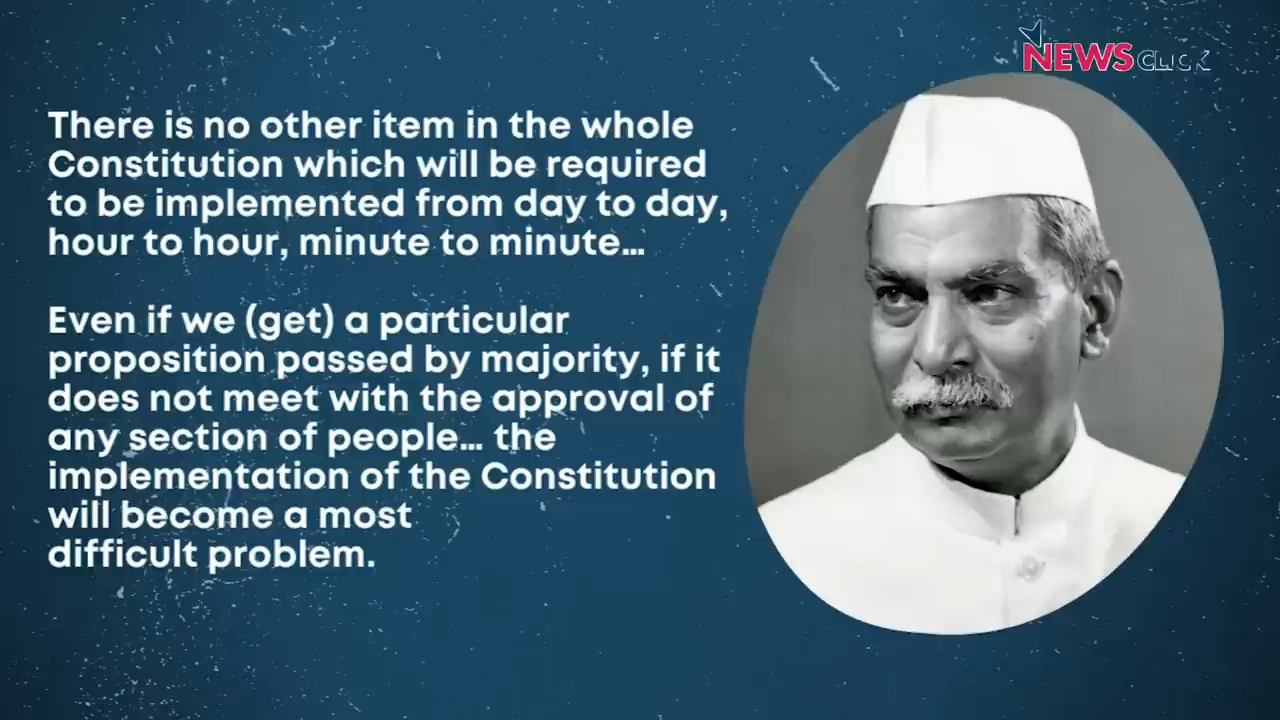 NEWSCLICK
There is no other item in the whole
Constitution which will be required
to be implemented from day to day,
hour to hour, minute to minute...
Even if we (get) a particular
proposition passed by majority, if it
does not meet with the approval of
any section of people... the
implementation of the Constitution
will become a most
difficult problem.